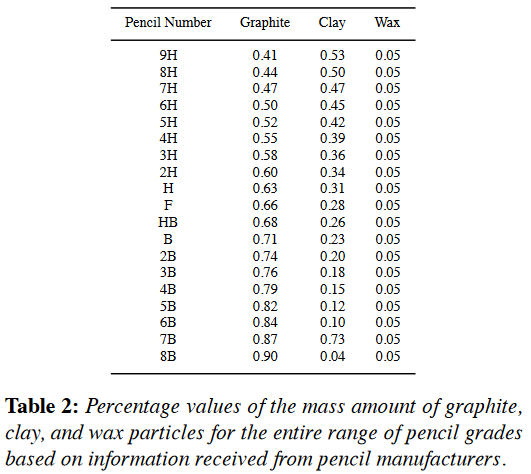 Pencil Number Graphite Clay Wax
9H 0.41 0.53 0.05
8H 0.44 0.50 0.05
7H 0.47 0.47 0.05
6H 0.50 0.45 0.05
5H 0.52 0.42 0.05
4H 0.55 0.39 0.05
3H 0.58 0.36 0.05
2H 0.60 0.34 0.05
H 0.63 0.31 0.05
F 0.66 0.28 0.05
HB 0.68 0.26 0.05
B 0.71 0.23 0.05
2B 0.74 0.20 0.05
3B 0.76 0.18 0.05
4B 0.79 0.15 0.05
5B 0.82 0.12 0.05
6B 0.84 0.10 0.05
7B 0.87 0.73 0.05
8B 0.90 0.04 0.05
Table 2: Percentage values of the mass amount of graphite,
clay, and wax particles for the entire range of pencil grades
based on information received from pencil manufacturers.